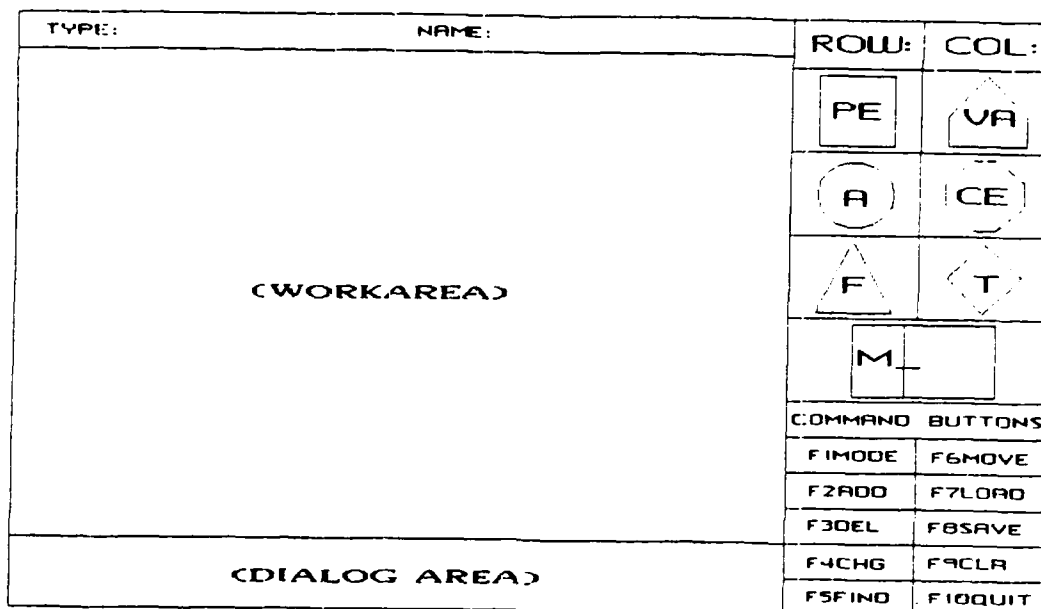 TYPE: NAME:
ROW: COL:
PE VA
A CE
(WORKAREA)
F T
M
COMMAND BUTTONS
F1MODE F6MOVE
F2ADD F7LOAD
F3DEL F8SAVE
(DIALOG AREA)
F4CHG F9CLR
F5FIND F10QUIT